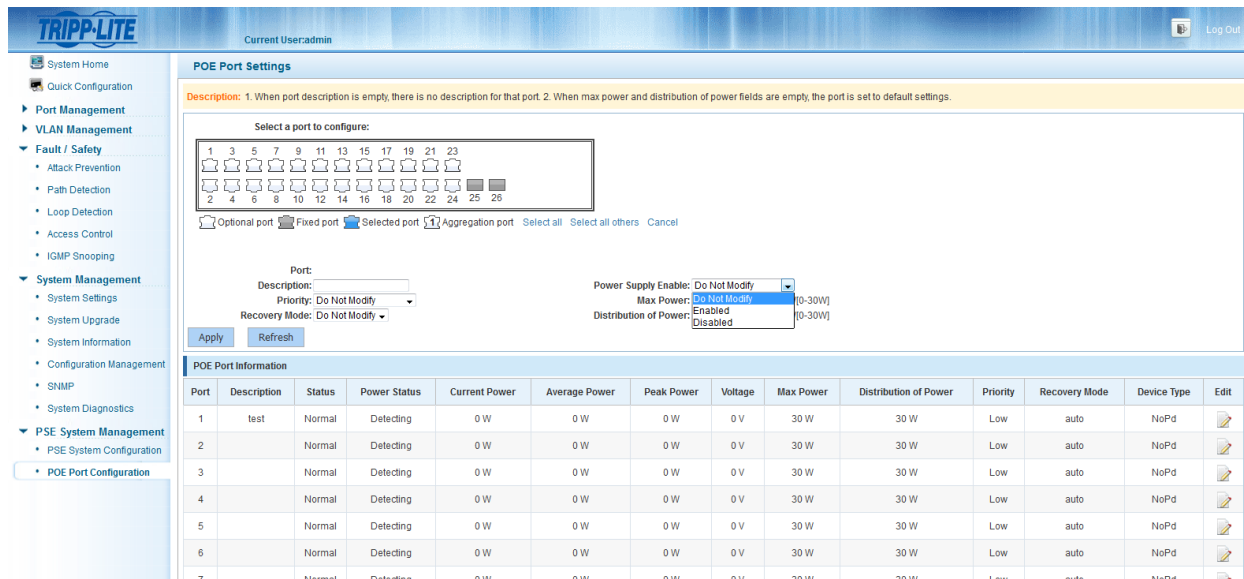 TRIPP·LITE
Current User:admin
Log Out
System Home
Quick Configuration
Port Management
VLAN Management
Fault / Safety
• Attack Prevention
• Path Detection
• Loop Detection
• Access Control
• IGMP Snooping
System Management
• System Settings
• System Upgrade
• System Information
• Configuration Management
• SNMP
• System Diagnostics
PSE System Management
• PSE System Configuration
• POE Port Configuration
POE Port Settings
Description: 1. When port description is empty, there is no description for that port. 2. When max power and distribution of power fields are empty, the port is set to default settings.
Select a port to configure:
1 3 5 7 9 11 13 15 17 19 21 23
2 4 6 8 10 12 14 16 18 20 22 24 25 26
Optional port Fixed port Selected port 1 Aggregation port Select all Select all others Cancel
Port:
Description: Power Supply Enable: Do Not Modify
Priority: Do Not Modify Max Power: Do Not Modify [0-30W]
Enabled
Recovery Mode: Do Not Modify Distribution of Power: Disabled [0-30W]
Apply Refresh
POE Port Information
Port Description Status Power Status Current Power Average Power Peak Power Voltage Max Power Distribution of Power Priority Recovery Mode Device Type Edit
1 test Normal Detecting 0 W 0 W 0 W 0 V 30 W 30 W Low auto NoPd
2 Normal Detecting 0 W 0 W 0 W 0 V 30 W 30 W Low auto NoPd
3 Normal Detecting 0 W 0 W 0 W 0 V 30 W 30 W Low auto NoPd
4 Normal Detecting 0 W 0 W 0 W 0 V 30 W 30 W Low auto NoPd
5 Normal Detecting 0 W 0 W 0 W 0 V 30 W 30 W Low auto NoPd
6 Normal Detecting 0 W 0 W 0 W 0 V 30 W 30 W Low auto NoPd